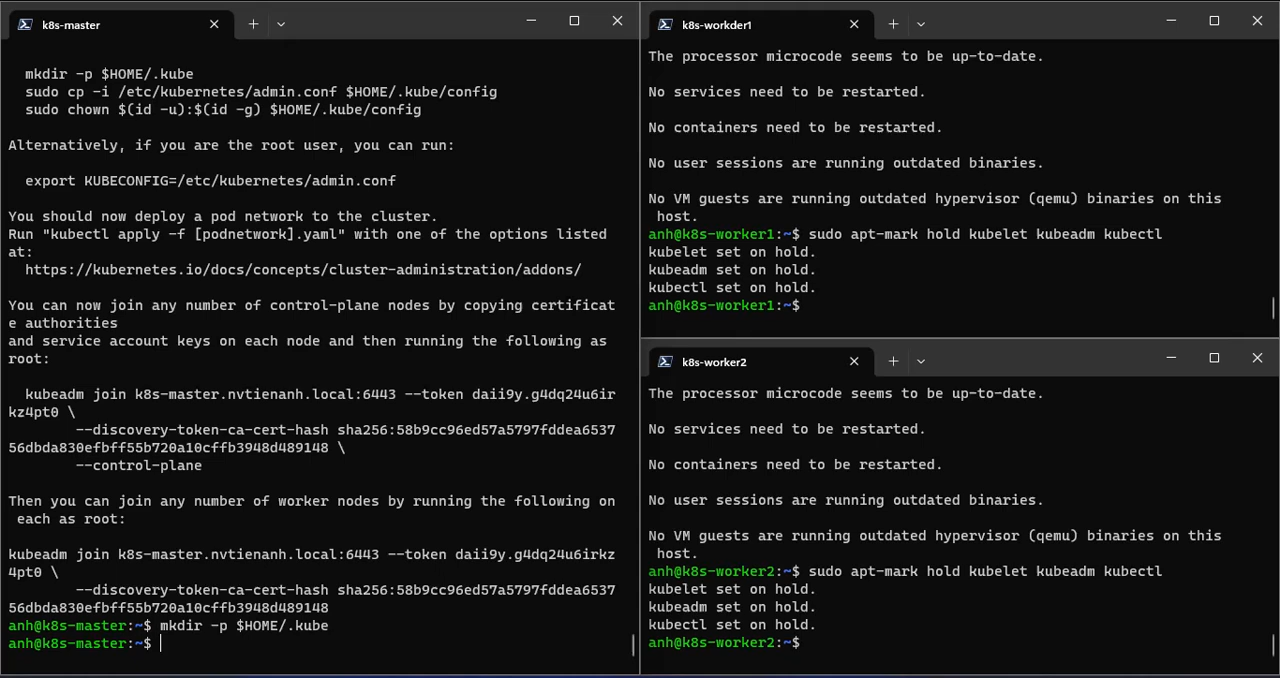 k8s-master
mkdir -p $HOME/.kube
sudo cp -i /etc/kubernetes/admin.conf $HOME/.kube/config
sudo chown $(id -u):$(id -g) $HOME/.kube/config
Alternatively, if you are the root user, you can run:
export KUBECONFIG=/etc/kubernetes/admin.conf
You should now deploy a pod network to the cluster.
Run "kubectl apply -f [podnetwork].yaml" with one of the options listed
at:
https://kubernetes.io/docs/concepts/cluster-administration/addons/
You can now join any number of control-plane nodes by copying certificat
e authorities
and service account keys on each node and then running the following as
root:
kubeadm join k8s-master.nvtienanh.local:6443 --token daii9y.g4dq24u6ir
kz4pt0 \
--discovery-token-ca-cert-hash sha256:58b9cc96ed57a5797fddea6537
56dbda830efbff55b720a10cffb3948d489148 \
--control-plane
Then you can join any number of worker nodes by running the following on
each as root:
kubeadm join k8s-master.nvtienanh.local:6443 --token daii9y.g4dq24u6irkz
4pt0 \
--discovery-token-ca-cert-hash sha256:58b9cc96ed57a5797fddea6537
56dbda830efbff55b720a10cffb3948d489148
anh@k8s-master:~$ mkdir -p $HOME/.kube
anh@k8s-master:~$
k8s-workder1
The processor microcode seems to be up-to-date.
No services need to be restarted.
No containers need to be restarted.
No user sessions are running outdated binaries.
No VM guests are running outdated hypervisor (qemu) binaries on this
host.
anh@k8s-worker1:~$ sudo apt-mark hold kubelet kubeadm kubectl
kubelet set on hold.
kubeadm set on hold.
kubectl set on hold.
anh@k8s-worker1:~$
k8s-worker2
The processor microcode seems to be up-to-date.
No services need to be restarted.
No containers need to be restarted.
No user sessions are running outdated binaries.
No VM guests are running outdated hypervisor (qemu) binaries on this
host.
anh@k8s-worker2:~$ sudo apt-mark hold kubelet kubeadm kubectl
kubelet set on hold.
kubeadm set on hold.
kubectl set on hold.
anh@k8s-worker2:~$